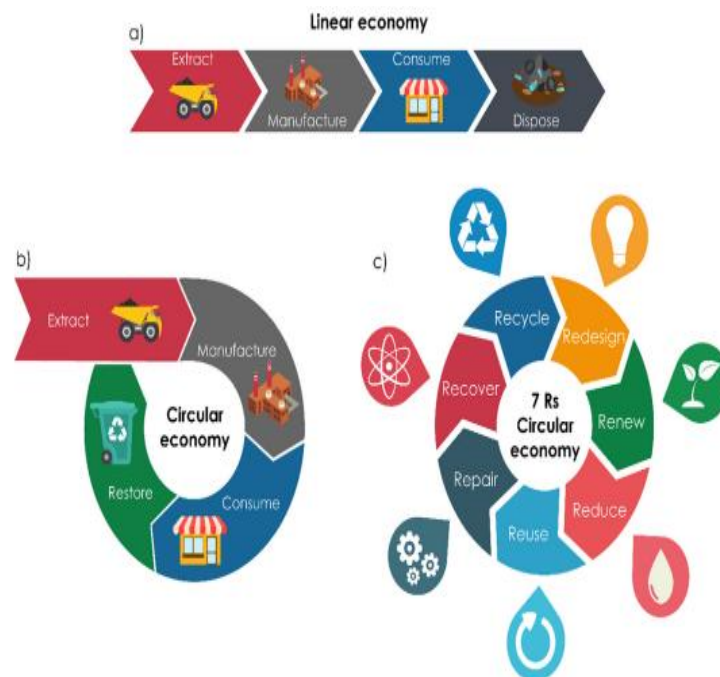 Linear economy
a)
Extract
Manufacture
Consume
Dispose
b)
Extract
Manufacture
Circular
economy
Restore
Consume
c)
Recycle
Redesign
Recover
7 Rs
Circular
economy
Renew
Repair
Reduce
Reuse